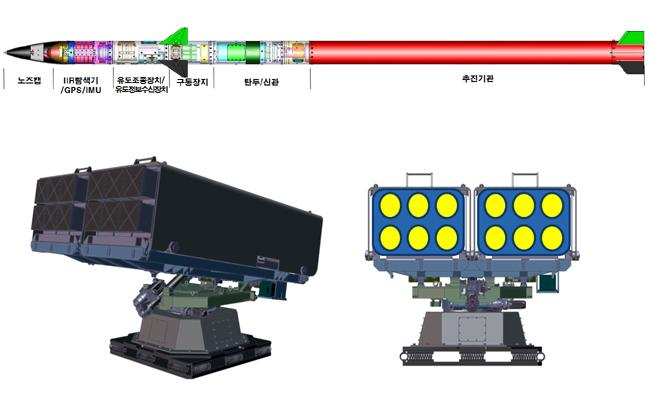 노즈캡
IIR탐색기
/GPS/IMU
유도조종장치/
유도정보수신장치
구동장지
탄두/신관
추진기관